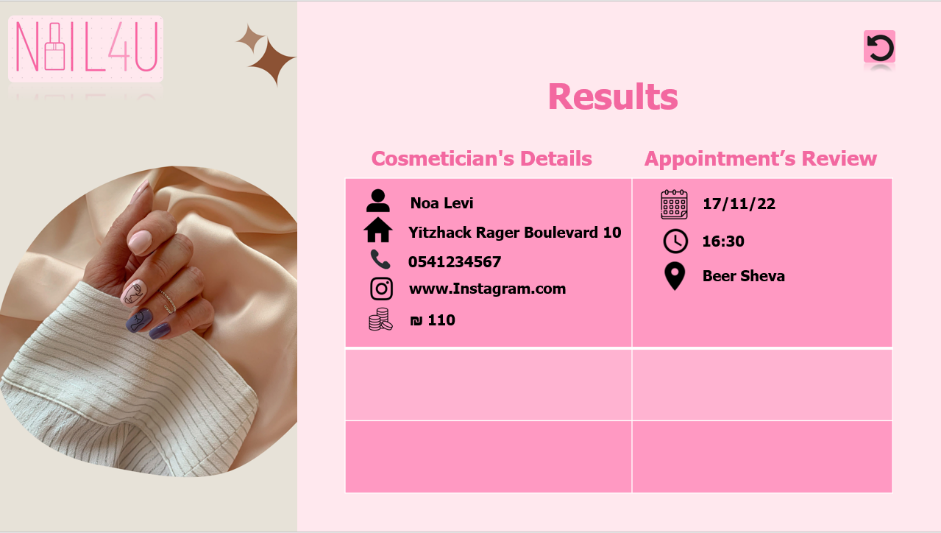 NAIL4U
Results
Cosmetician's Details
Appointment’s Review
Noa Levi
Yitzhack Rager Boulevard 10
0541234567
www.Instagram.com
₪ 110
17/11/22
16:30
Beer Sheva